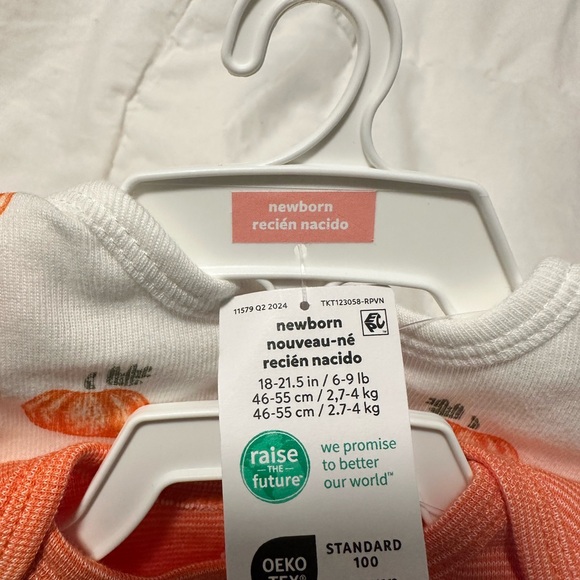 newborn
recién nacido
11579 Q2 2024
TKT123058-RPVN
newborn
nouveau-né
recién nacido
18-21.5 in / 6-9 lb
46-55 cm / 2,7-4 kg
46-55 cm / 2.7-4 kg
raise
THE
future™
we promise
to better
our world™
OEKO
TEX®
STANDARD
100